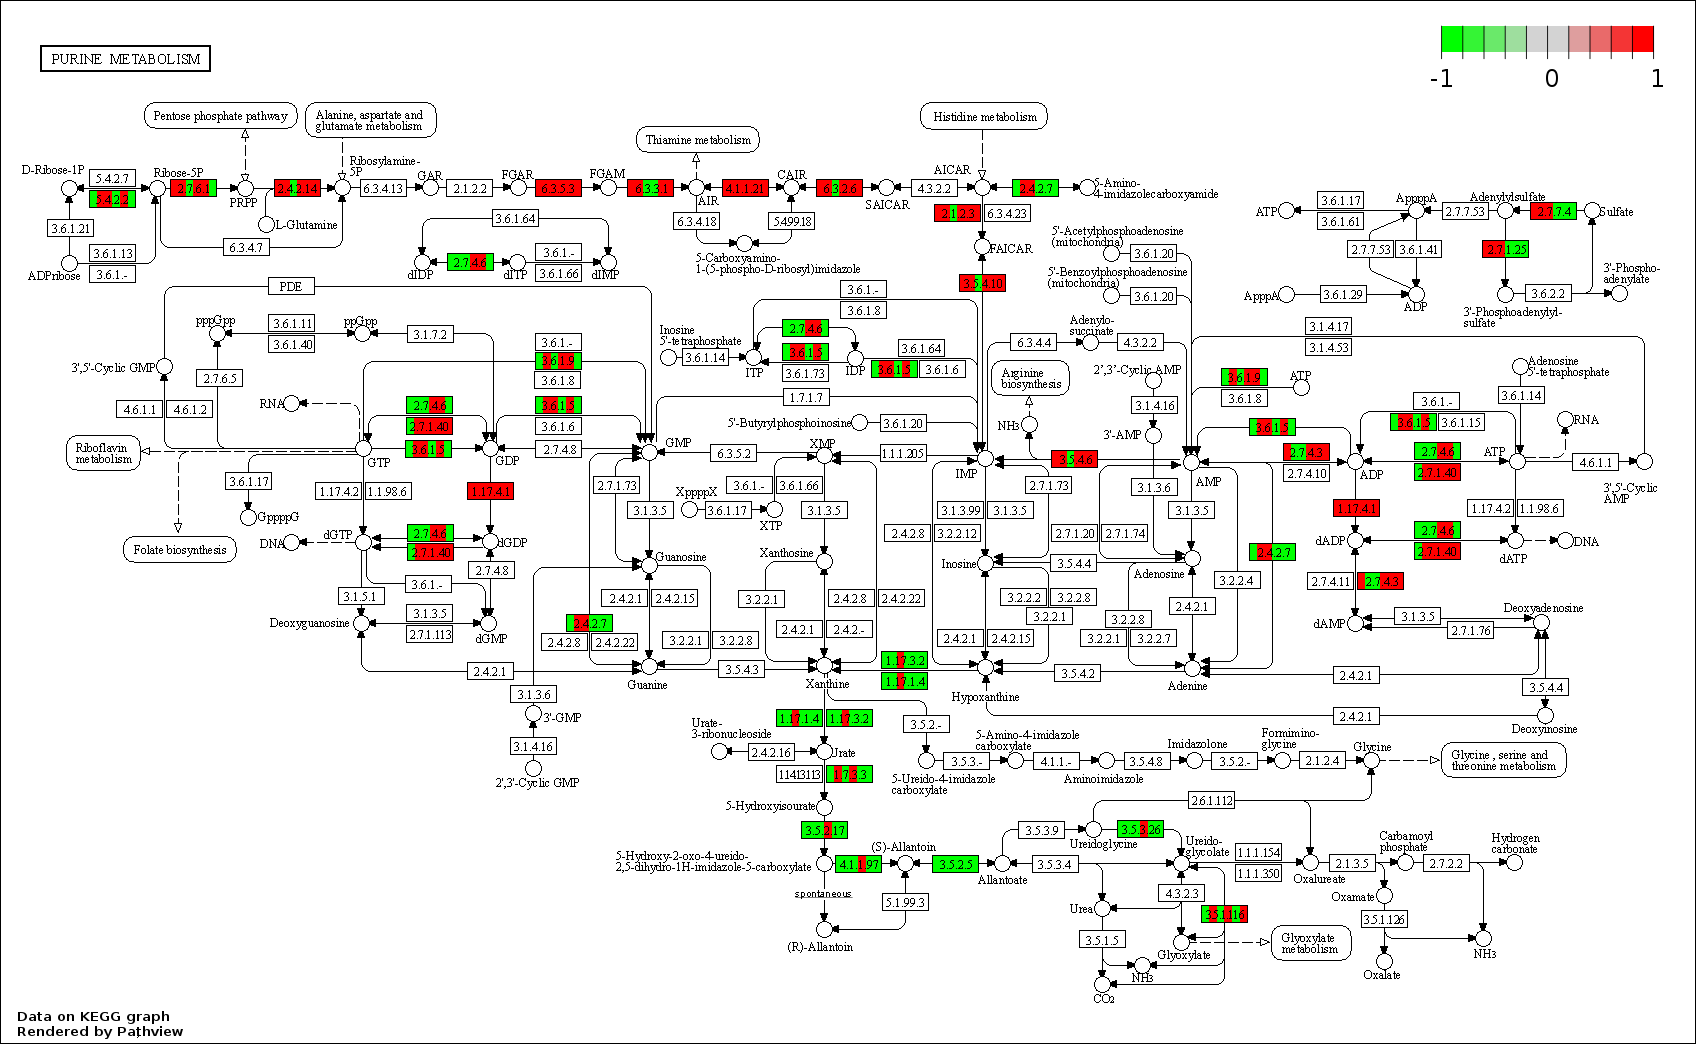 PURINE METABOLISM
-1
0
1
Pentose phosphate pathway
Alanine, aspartate and
glutamate metabolism
Thiamine metabolism
Histidine metabolism
D-Ribose-1P
5.4.2.7
5.4.2.2
Ribose-5P
2.7.6.1
PRPP
2.4.2.14
Ribosylamine-
5P
6.3.4.13
GAR
2.1.2.2
FGAR
6.3.5.3
FGAM
6.3.3.1
AIR
4.1.1.21
CAIR
6.3.2.6
SAICAR
4.3.2.2
AICAR
2.4.2.7
5-Amino-
4-imidazolecarboxyamide
L-Glutamine
3.6.1.21
3.6.1.13
3.6.1.-
ADPribose
6.3.4.7
3.6.1.64
dIDP
2.7.4.6
dITP
3.6.1.-
3.6.1.66
dIMP
6.3.4.18
5.4.99.18
5-Carboxyamino-
1-(5-phospho-D-ribosyl)imidazole
2.1.2.3
6.3.4.23
FAICAR
3.5.4.10
5'-Acetylphosphoadenosine
(mitochondria)
3.6.1.20
5'-Benzoylphosphoadenosine
(mitochondria)
3.6.1.20
ATP
3.6.1.17
3.6.1.61
AppppA
2.7.7.53
Adenylylsulfate
2.7.7.4
Sulfate
2.7.7.53
3.6.1.41
2.7.1.25
ApppA
3.6.1.29
ADP
3.6.2.2
3'-Phospho-
adenylate
3'-Phosphoadenylyl-
sulfate
PDE
pppGpp
3.6.1.11
3.6.1.40
ppGpp
3.1.7.2
3',5'-Cyclic GMP
2.7.6.5
4.6.1.1
4.6.1.2
RNA
3.6.1.-
3.6.1.9
3.6.1.8
2.7.4.6
2.7.1.40
3.6.1.5
3.6.1.5
3.6.1.6
2.7.4.8
Inosine
5'-tetraphosphate
3.6.1.14
ITP
3.6.1.-
3.6.1.8
2.7.4.6
3.6.1.5
3.6.1.73
IDP
3.6.1.64
3.6.1.5
3.6.1.6
1.7.1.7
5'-Butyrylphosphoinosine
3.6.1.20
6.3.4.4
Adenylo-
succinate
4.3.2.2
Arginine
biosynthesis
NH3
2',3'-Cyclic AMP
3.1.4.16
3'-AMP
3.1.4.17
3.1.4.53
3.6.1.9
3.6.1.8
ATP
Adenosine
5'-tetraphosphate
3.6.1.14
RNA
3.6.1.5
3.6.1.-
3.6.1.5
3.6.1.15
Riboflavin
metabolism
GTP
GDP
GMP
6.3.5.2
XMP
1.1.1.205
IMP
3.5.4.6
AMP
2.7.4.3
2.7.4.10
ADP
2.7.4.6
2.7.1.40
ATP
4.6.1.1
3',5'-Cyclic
AMP
3.6.1.17
GppppG
1.17.4.2
1.1.98.6
1.17.4.1
2.7.1.73
3.1.3.5
XppppX
3.6.1.17
XTP
3.6.1.-
3.6.1.66
3.1.3.5
2.7.1.73
3.1.3.99
3.1.3.5
3.1.3.6
3.1.3.5
1.17.4.1
1.17.4.2
1.1.98.6
Folate biosynthesis
DNA
dGTP
2.7.4.6
2.7.1.40
dGDP
Guanosine
Xanthosine
2.4.2.8
3.2.2.12
Inosine
2.7.1.20
2.7.1.74
3.5.4.4
Adenosine
2.4.2.7
dADP
2.7.4.6
2.7.1.40
dATP
DNA
3.1.5.1
3.6.1.-
2.7.4.8
2.4.2.1
2.4.2.15
3.2.2.1
2.4.2.8
2.4.2.22
3.2.2.2
3.2.2.8
3.2.2.1
3.2.2.4
2.4.2.1
2.7.4.11
2.7.4.3
Deoxyguanosine
3.1.3.5
2.7.1.113
dGMP
2.4.2.7
2.4.2.8
2.4.2.22
3.2.2.1
3.2.2.8
2.4.2.1
2.4.2.-
2.4.2.1
2.4.2.15
3.2.2.8
3.2.2.1
3.2.2.7
dAMP
3.1.3.5
2.7.1.76
Deoxyadenosine
2.4.2.1
Guanine
3.5.4.3
Xanthine
1.17.3.2
1.17.1.4
Hypoxanthine
3.5.4.2
Adenine
2.4.2.1
3.5.4.4
2.4.2.1
Deoxyinosine
3.1.3.6
3'-GMP
3.1.4.16
2',3'-Cyclic GMP
Urate-
3-ribonucleoside
1.17.1.4
1.17.3.2
2.4.2.16
Urate
3.5.2.-
5-Ureido-4-imidazole
carboxylate
3.5.3.-
5-Amino-4-imidazole
carboxylate
4.1.1.-
Aminoimidazole
3.5.4.8
Imidazolone
3.5.2.-
Formimino-
glycine
2.1.2.4
Glycine
Glycine, serine and
threonine metabolism
1.14.13.113
1.7.3.3
5-Hydroxyisourate
3.5.2.17
2.6.1.112
3.5.3.9
Ureidoglycine
3.5.3.26
Ureido-
glycolate
5-Hydroxy-2-oxo-4-ureido-
2,5-dihydro-1H-imidazole-5-carboxylate
4.1.1.97
(S)-Allantoin
3.5.2.5
Allantoate
3.5.3.4
1.1.1.154
1.1.1.350
Oxalureate
2.1.3.5
Carbamoyl
phosphate
2.7.2.2
Hydrogen
carbonate
spontaneous
5.1.99.3
(R)-Allantoin
Urea
4.3.2.3
3.5.1.116
Oxamate
3.5.1.126
3.5.1.5
Glyoxylate
Glyoxylate
metabolism
NH3
CO2
Oxalate
NH3
Data on KEGG graph
Rendered by Pathview